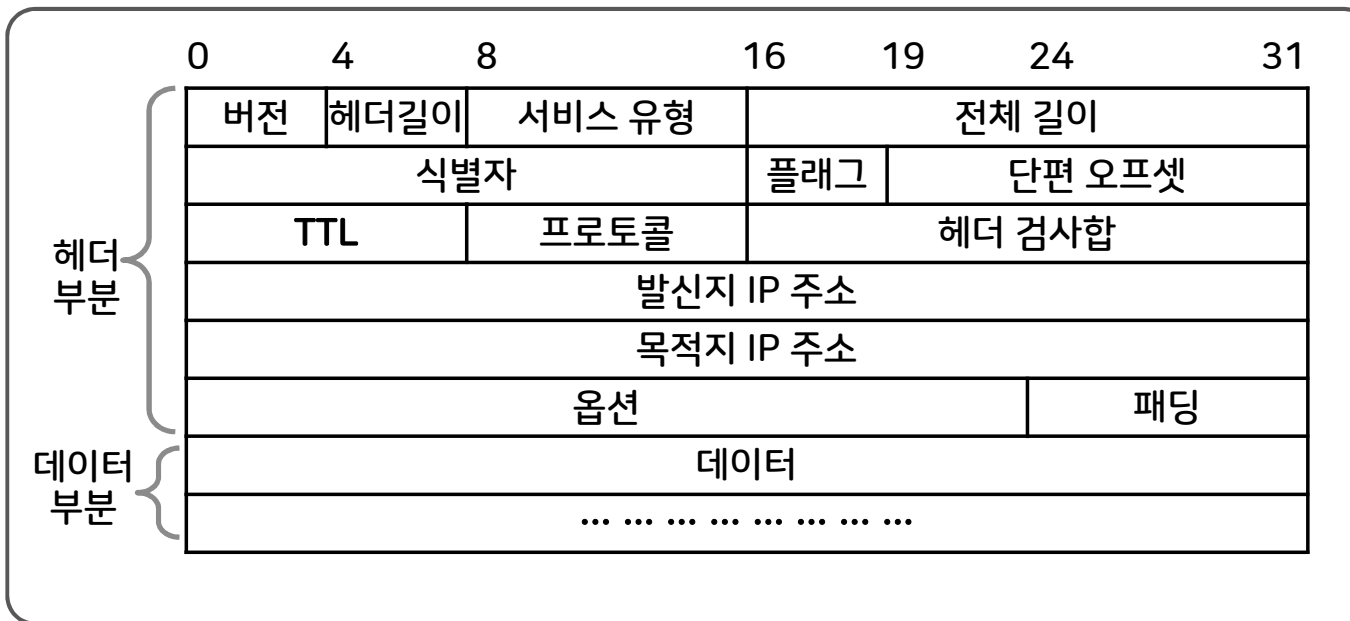 0 4 8 16 19 24 31
버전 헤더길이 서비스 유형 전체 길이
식별자 플래그 단편 오프셋
TTL 프로토콜 헤더 검사합
헤더
부분
발신지 IP 주소
목적지 IP 주소
옵션 패딩
데이터
부분
데이터
... ... ... ... ... ... ... ...